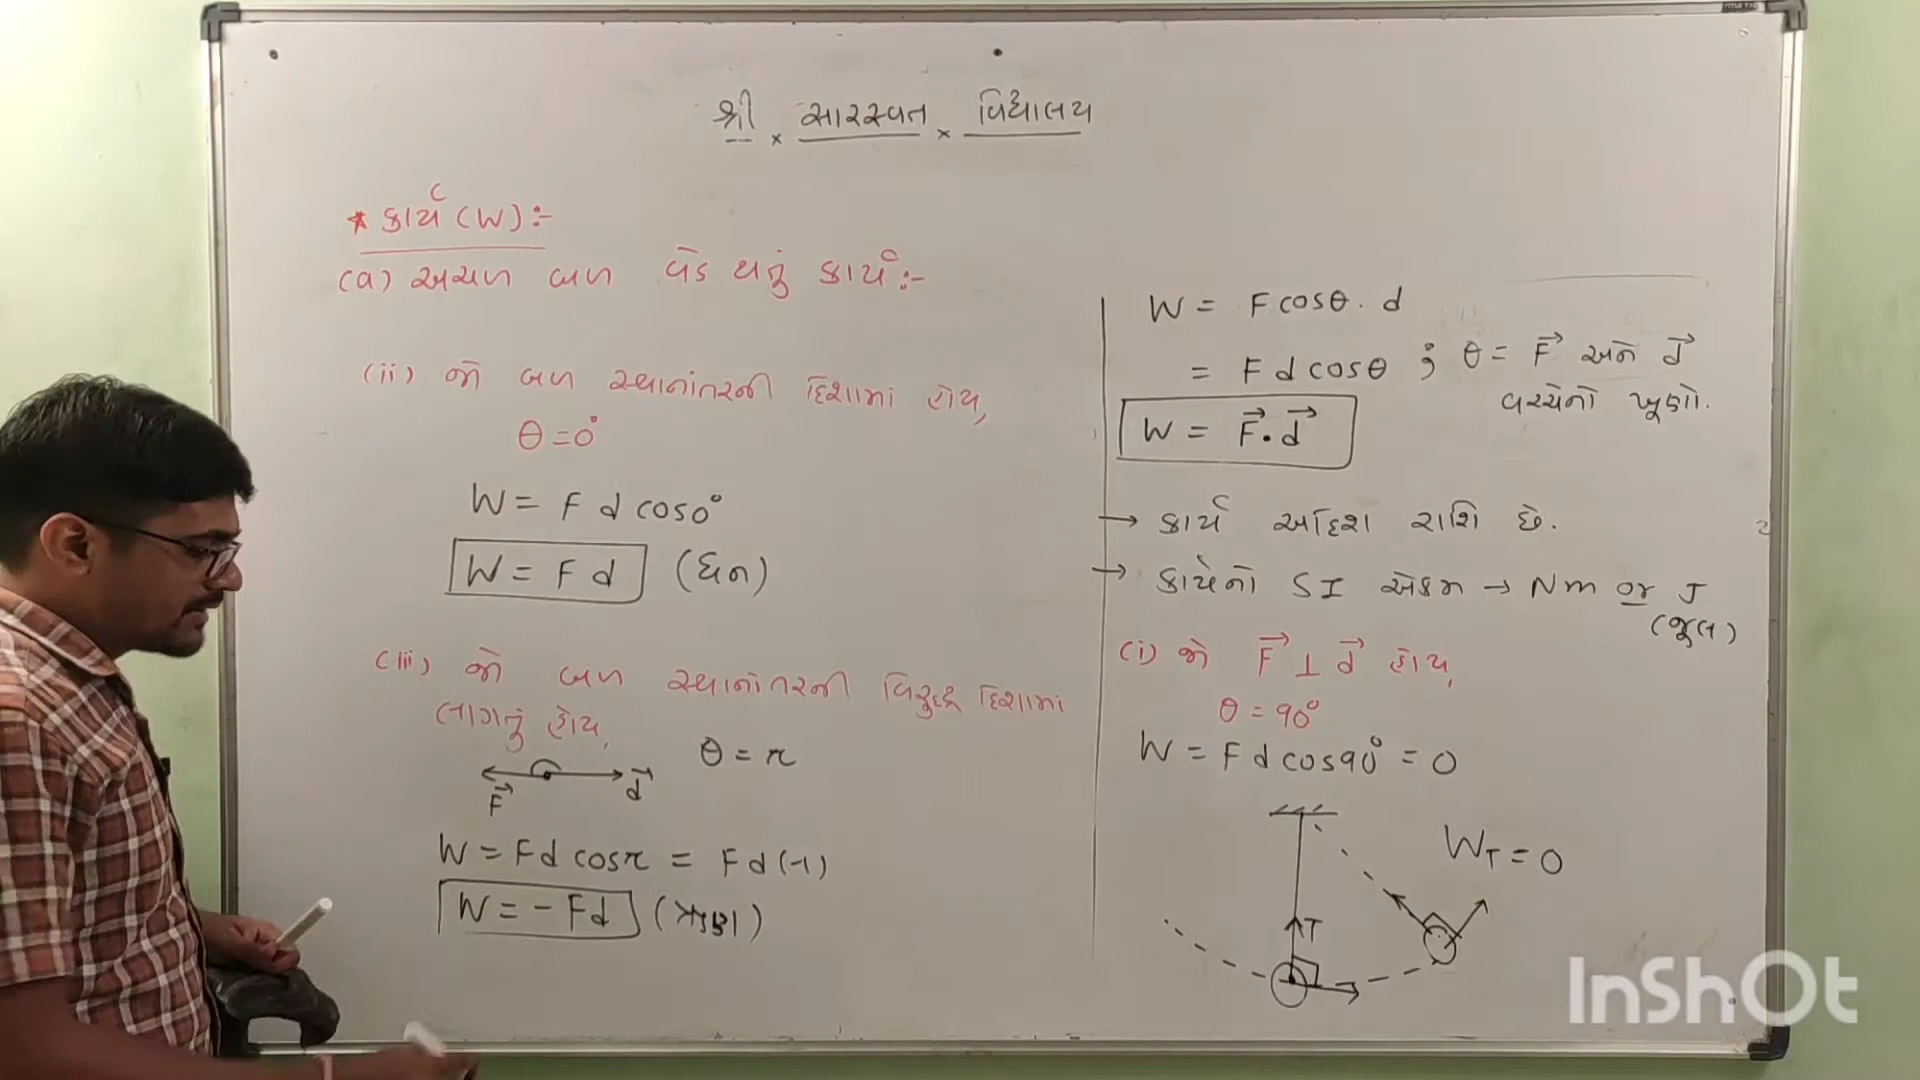 શ્રી × સારસ્વત × વિદ્યાલય
* કાર્ય (W) :-
(a) અચળ બળ વડે થતું કાર્ય :-
W = F cosθ . d
= F d cosθ ; θ = F⃗ અને d⃗
વચ્ચેનો ખૂણો.
W = F⃗ . d⃗
→ કાર્ય અદિશ રાશિ છે.
→ કાર્યનો SI એકમ → Nm or J
(જૂલ)
(i) જો F⃗ ⊥ d⃗ હોય,
θ = 90°
W = F d cos90° = 0
W_T = 0
T
(ii) જો બળ સ્થાનાંતરની દિશામાં હોય,
θ = 0°
W = F d cos0°
W = F d (ધન)
(iii) જો બળ સ્થાનાંતરની વિરુદ્ધ દિશામાં
લાગતું હોય,
θ = π
F⃗ d⃗
W = Fd cosπ = Fd(-1)
W = - Fd (ઋણ)
InShOt